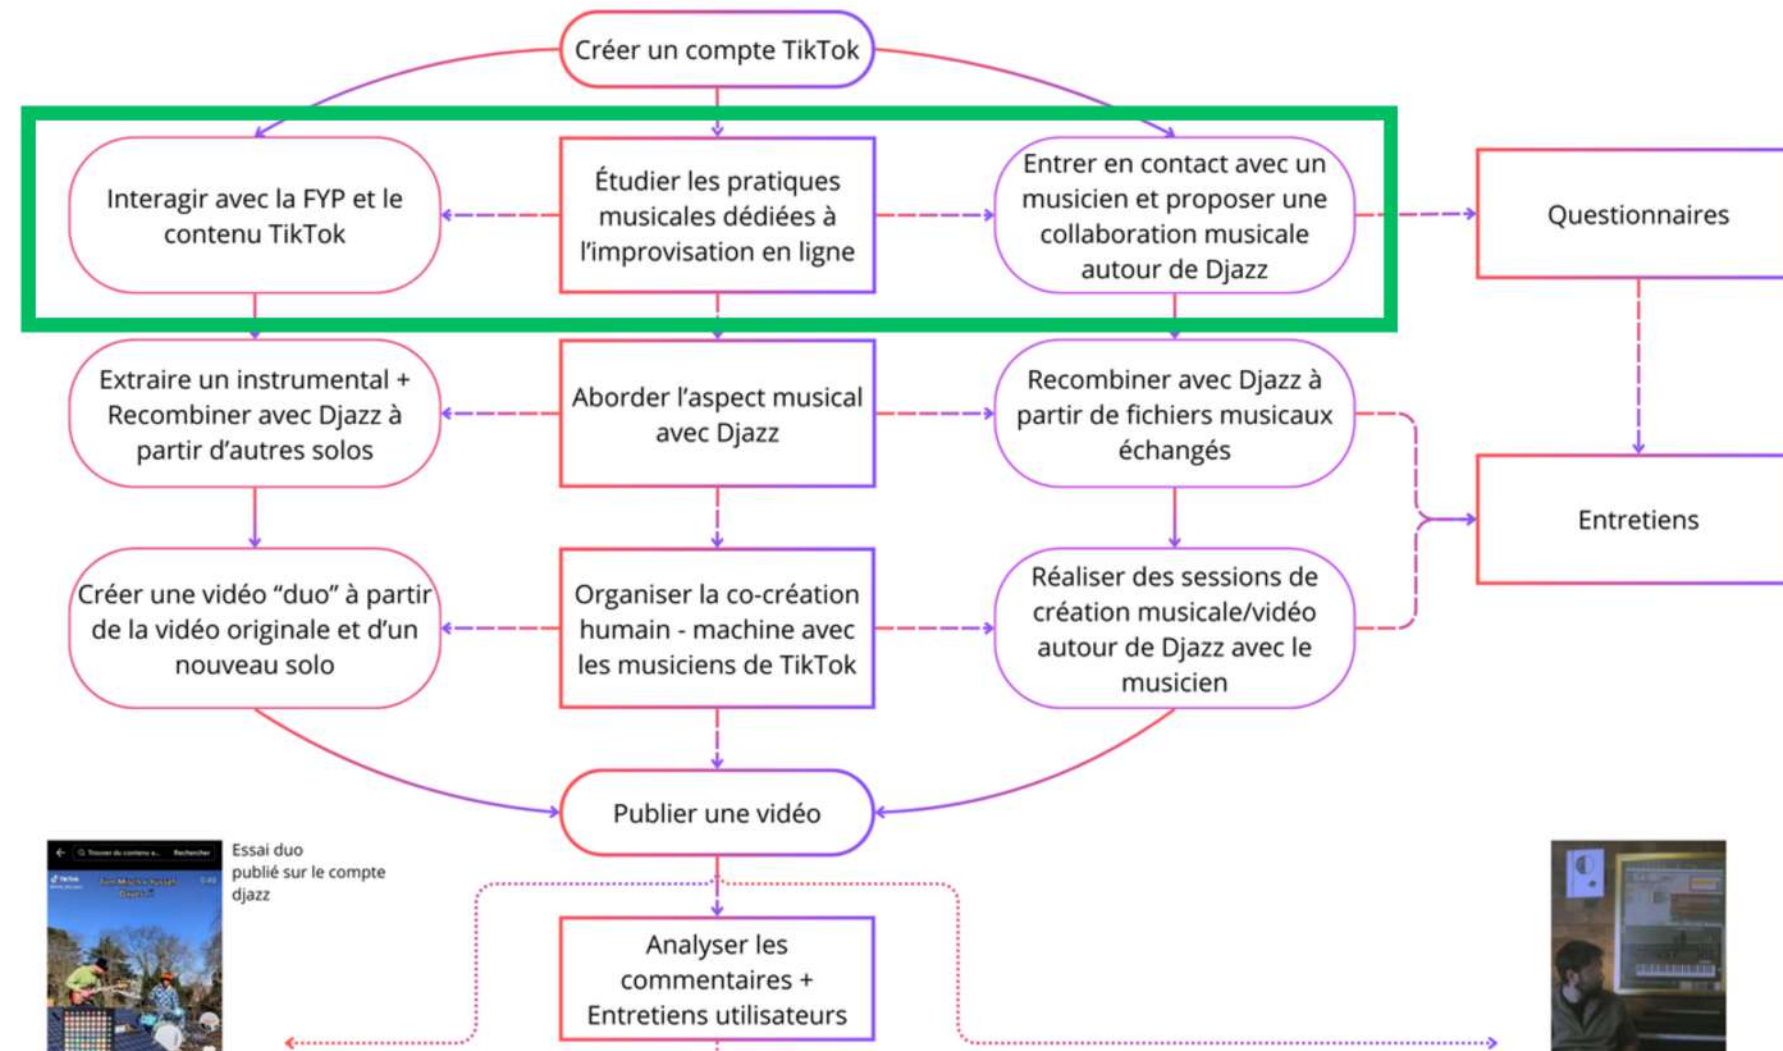 Créer un compte TikTok
Interagir avec la FYP et le
contenu TikTok
Étudier les pratiques
musicales dédiées à
l'improvisation en ligne
Entrer en contact avec un
musicien et proposer une
collaboration musicale
autour de Djazz
Questionnaires
Extraire un instrumental +
Recombiner avec Djazz à
partir d'autres solos
Aborder l'aspect musical
avec Djazz
Recombiner avec Djazz à
partir de fichiers musicaux
échangés
Entretiens
Créer une vidéo “duo” à partir
de la vidéo originale et d'un
nouveau solo
Organiser la co-création
humain - machine avec
les musiciens de TikTok
Réaliser des sessions de
création musicale/vidéo
autour de Djazz avec le
musicien
Publier une vidéo
Trouver du contenu a... Rechercher
TikTok
Essai duo
publié sur le compte
djazz
Analyser les
commentaires +
Entretiens utilisateurs